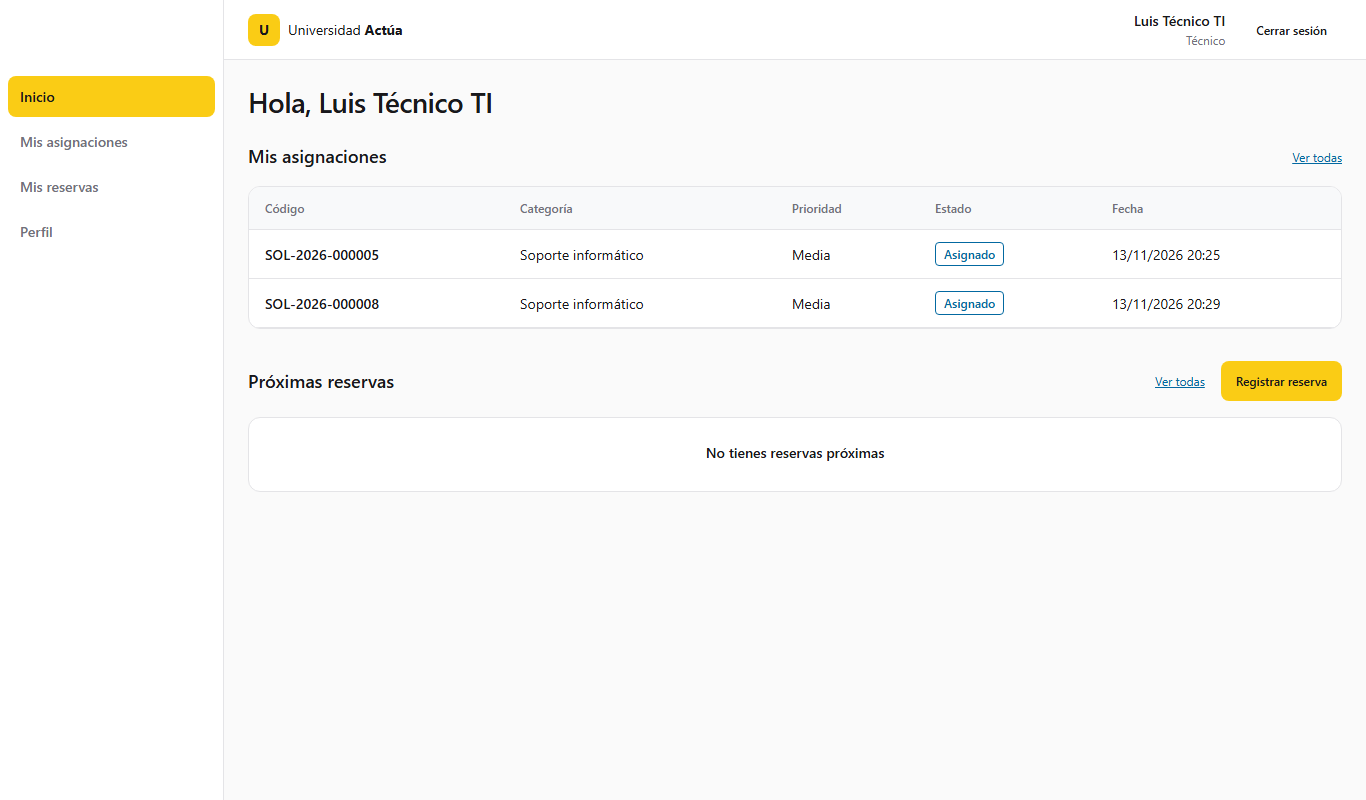 U Universidad Actúa
Luis Técnico TI
Técnico
Cerrar sesión
Inicio
Mis asignaciones
Mis reservas
Perfil
Hola, Luis Técnico TI
Mis asignaciones Ver todas
Código Categoría Prioridad Estado Fecha
SOL-2026-000005 Soporte informático Media Asignado 13/11/2026 20:25
SOL-2026-000008 Soporte informático Media Asignado 13/11/2026 20:29
Próximas reservas Ver todas Registrar reserva
No tienes reservas próximas